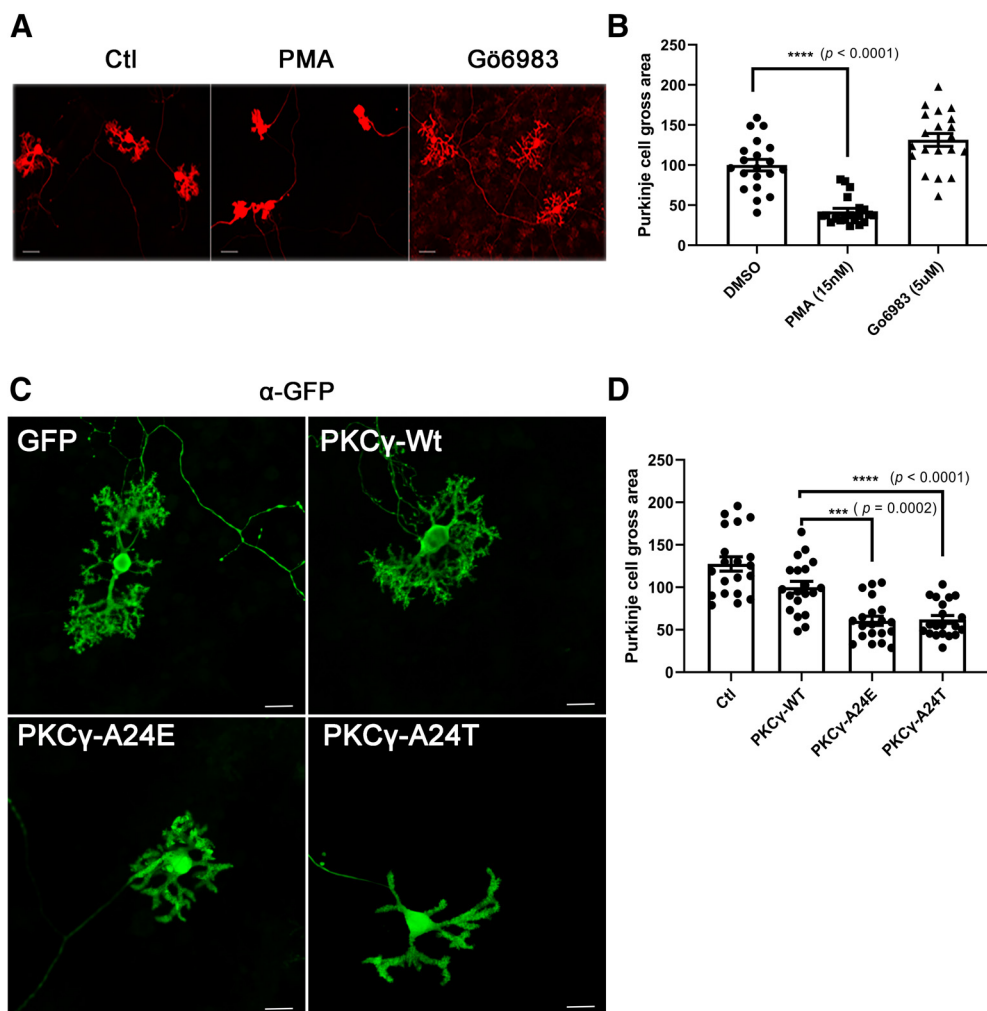 A
Ctl PMA Gö6983
B
**** (p < 0.0001)
Purkinje cell gross area
250
200
150
100
50
0
DMSO
PMA (15nM)
Go6983 (5uM)
C
α-GFP
GFP
PKCγ-Wt
PKCγ-A24E
PKCγ-A24T
D
**** (p < 0.0001)
*** ( p = 0.0002)
Purkinje cell gross area
250
200
150
100
50
0
Ctl
PKCγ-WT
PKCγ-A24E
PKCγ-A24T